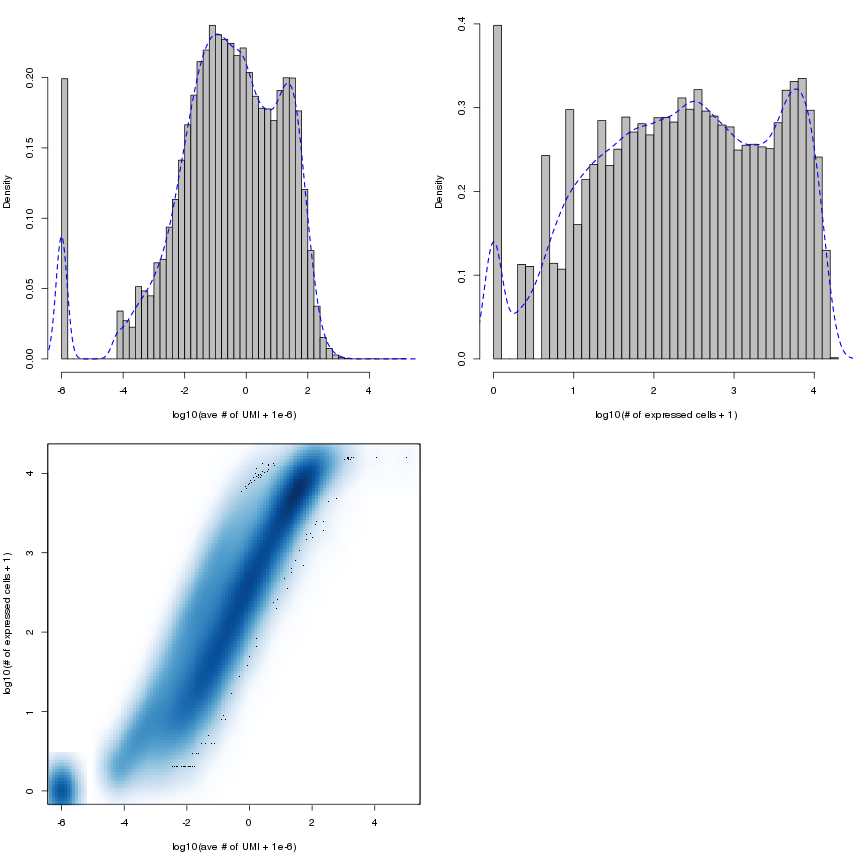 Density
0.00 0.05 0.10 0.15 0.20
-6 -4 -2 0 2 4
log10(ave # of UMI + 1e-6)
Density
0.0 0.1 0.2 0.3 0.4
0 1 2 3 4
log10(# of expressed cells + 1)
log10(# of expressed cells + 1)
0 1 2 3 4
-6 -4 -2 0 2 4
log10(ave # of UMI + 1e-6)